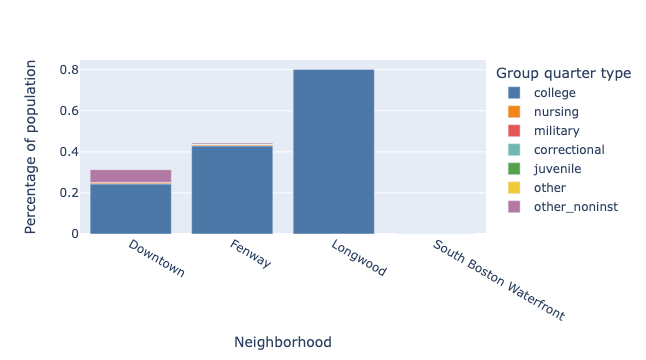 Percentage of population
0.8
0.6
0.4
0.2
0
Downtown
Fenway
Longwood
South Boston Waterfront
Neighborhood
Group quarter type
college
nursing
military
correctional
juvenile
other
other_noninst